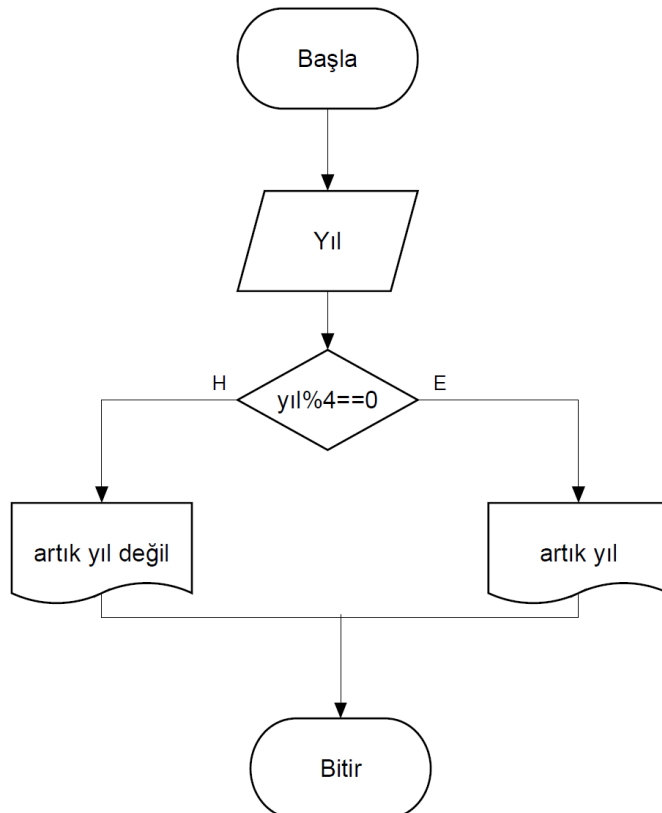 Başla
Yıl
H
E
yıl%4==0
artık yıl değil
artık yıl
Bitir